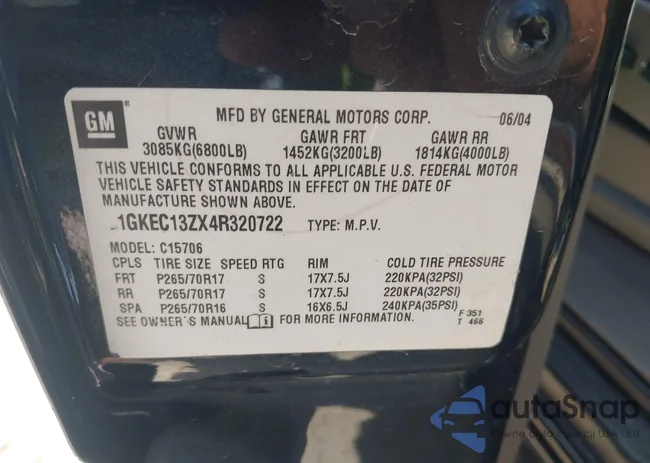 GM
®
MFD BY GENERAL MOTORS CORP. 06/04
GVWR GAWR FRT GAWR RR
3085KG(6800LB) 1452KG(3200LB) 1814KG(4000LB)
THIS VEHICLE CONFORMS TO ALL APPLICABLE U.S. FEDERAL MOTOR
VEHICLE SAFETY STANDARDS IN EFFECT ON THE DATE OF
MANUFACTURE SHOWN ABOVE.
1GKEC13ZX4R320722 TYPE: M.P.V.
MODEL: C15706
CPLS TIRE SIZE SPEED RTG RIM COLD TIRE PRESSURE
FRT P265/70R17 S 17X7.5J 220KPA(32PSI)
RR P265/70R17 S 17X7.5J 220KPA(32PSI)
SPA P265/70R16 S 16X6.5J 240KPA(35PSI)
SEE OWNER'S MANUAL FOR MORE INFORMATION.
F 351
T 466
autoSnap